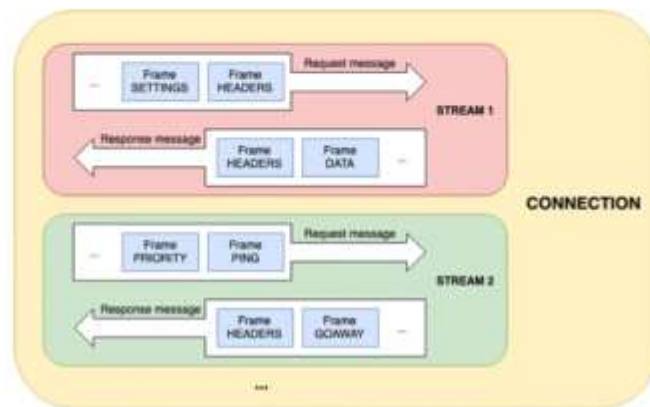 Request message
...
Frame
SETTINGS
Frame
HEADERS
STREAM 1
Response message
Frame
HEADERS
Frame
DATA
...
CONNECTION
Request message
...
Frame
PRIORITY
Frame
PING
STREAM 2
Response message
Frame
HEADERS
Frame
GOAWAY
...
...